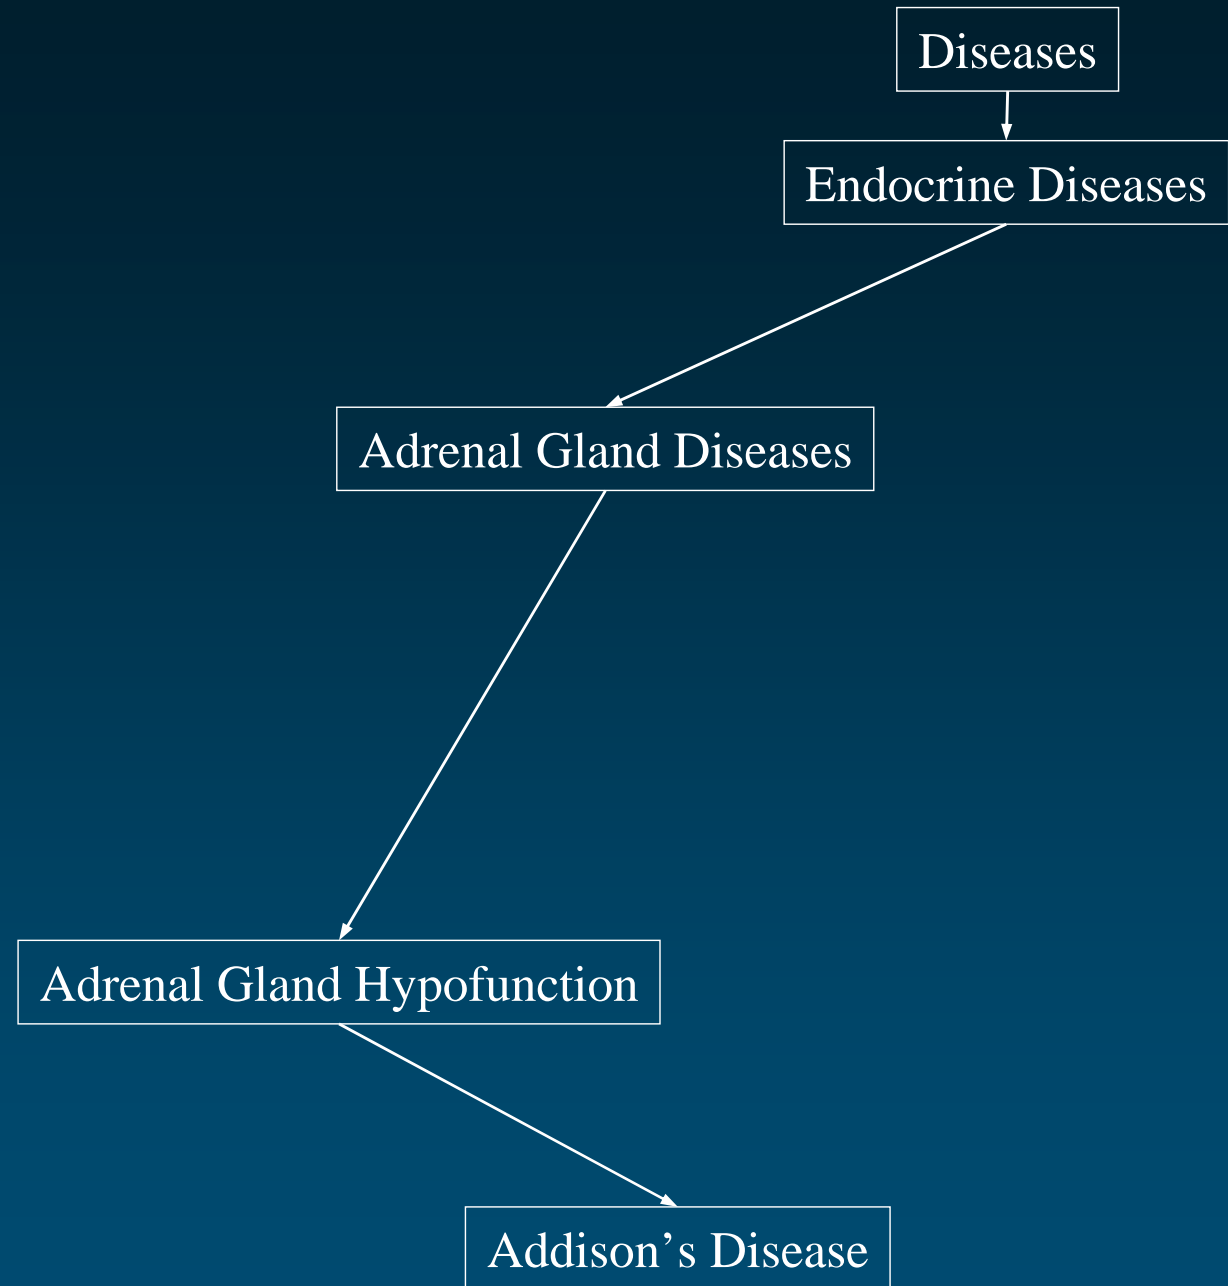 Diseases
Endocrine Diseases
Adrenal Gland Diseases
Adrenal Gland Hypofunction
Addison’s Disease